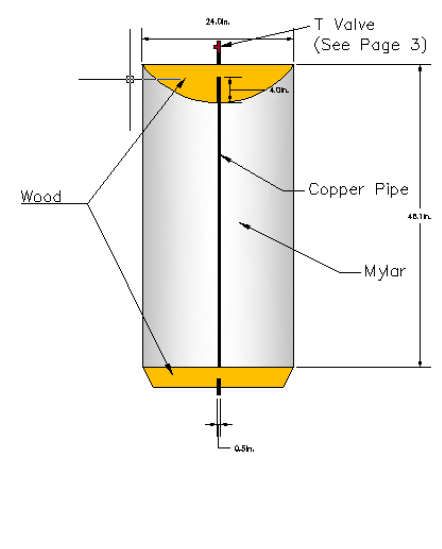 24.0in.
T Valve
(See Page 3)
4.0in.
Copper Pipe
Wood
48.1in.
Mylar
0.5in.